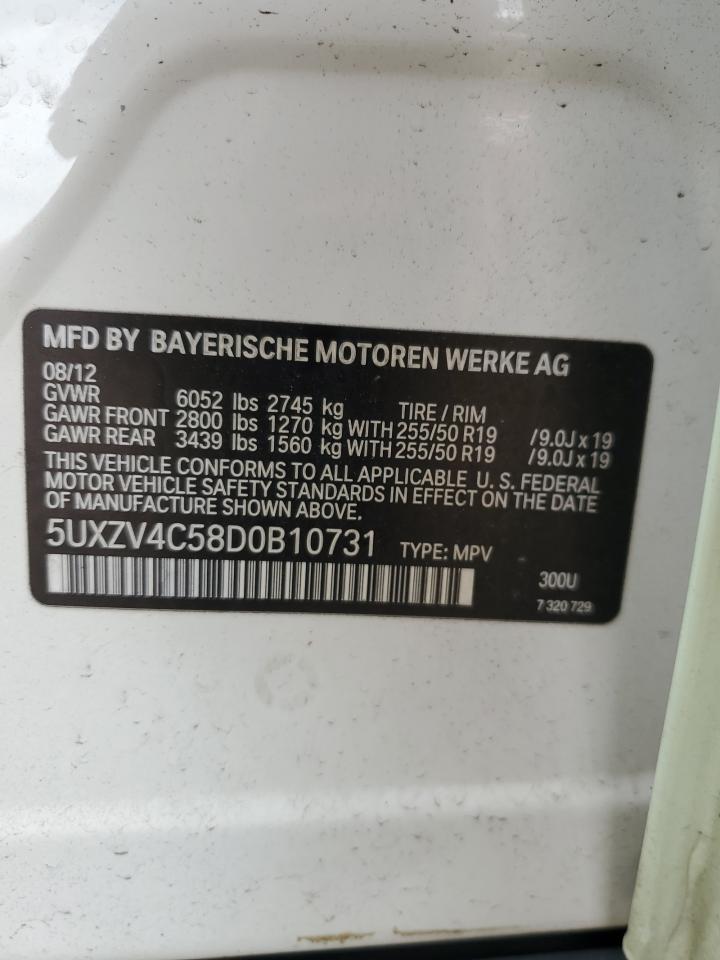 MFD BY BAYERISCHE MOTOREN WERKE AG
08/12
GVWR 6052 lbs 2745 kg TIRE / RIM
GAWR FRONT 2800 lbs 1270 kg WITH 255/50 R19 /9.0J x 19
GAWR REAR 3439 lbs 1560 kg WITH 255/50 R19 /9.0J x 19
THIS VEHICLE CONFORMS TO ALL APPLICABLE U. S. FEDERAL
MOTOR VEHICLE SAFETY STANDARDS IN EFFECT ON THE DATE
OF MANUFACTURE SHOWN ABOVE.
5UXZV4C58D0B10731 TYPE: MPV
300U
7 320 729